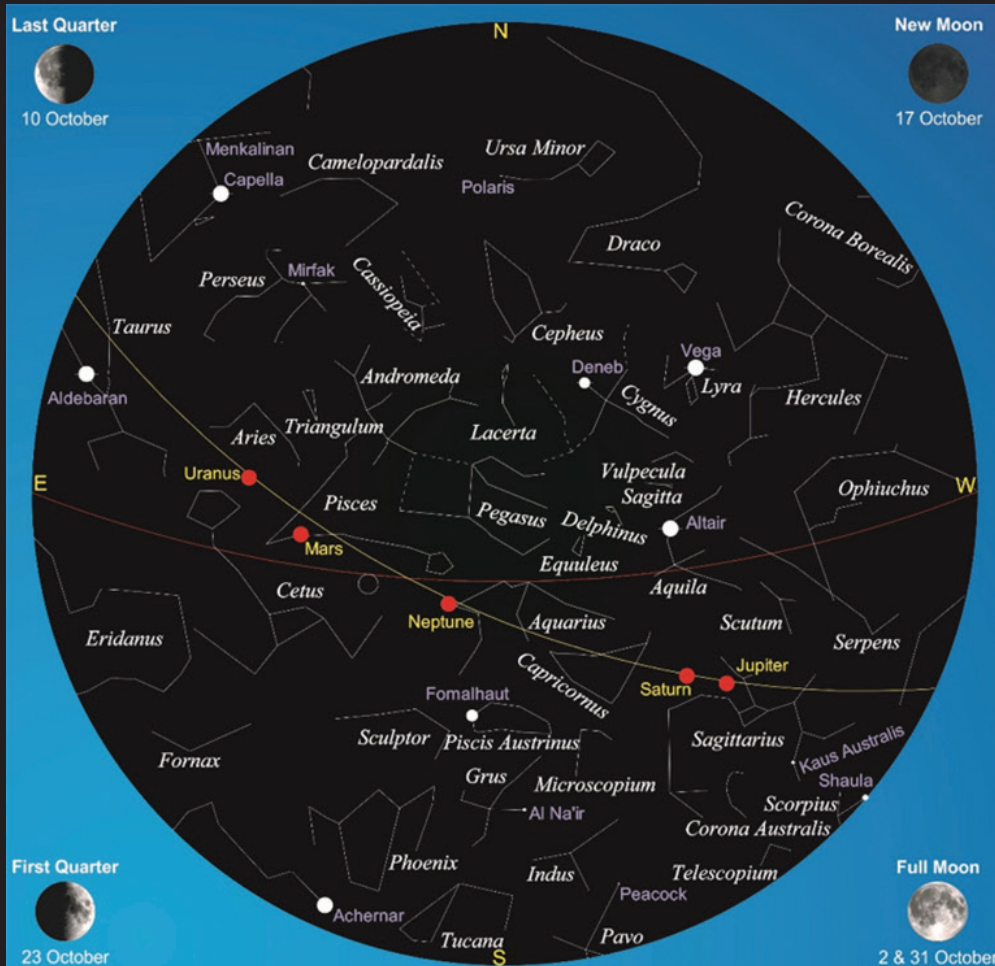 Last Quarter
10 October
N
New Moon
17 October
Menkalinan
Capella
Camelopardalis
Ursa Minor
Polaris
Draco
Corona Borealis
Perseus
Mirfak
Cassiopeia
Cepheus
Taurus
Aldebaran
Andromeda
Deneb
Vega
Lyra
Cygnus
Hercules
Triangulum
Aries
Lacerta
Uranus
E
Pisces
Pegasus
Vulpecula
Sagitta
Delphinus
Altair
Ophiuchus
W
Mars
Equuleus
Cetus
Aquila
Neptune
Aquarius
Scutum
Serpens
Eridanus
Capricornus
Saturn
Jupiter
Fomalhaut
Sculptor
Piscis Austrinus
Sagittarius
Kaus Australis
Shaula
Fornax
Grus
Microscopium
Scorpius
Al Na'ir
Corona Australis
Phoenix
Indus
Telescopium
Peacock
Achernar
Tucana
Pavo
S
First Quarter
23 October
Full Moon
2 & 31 October